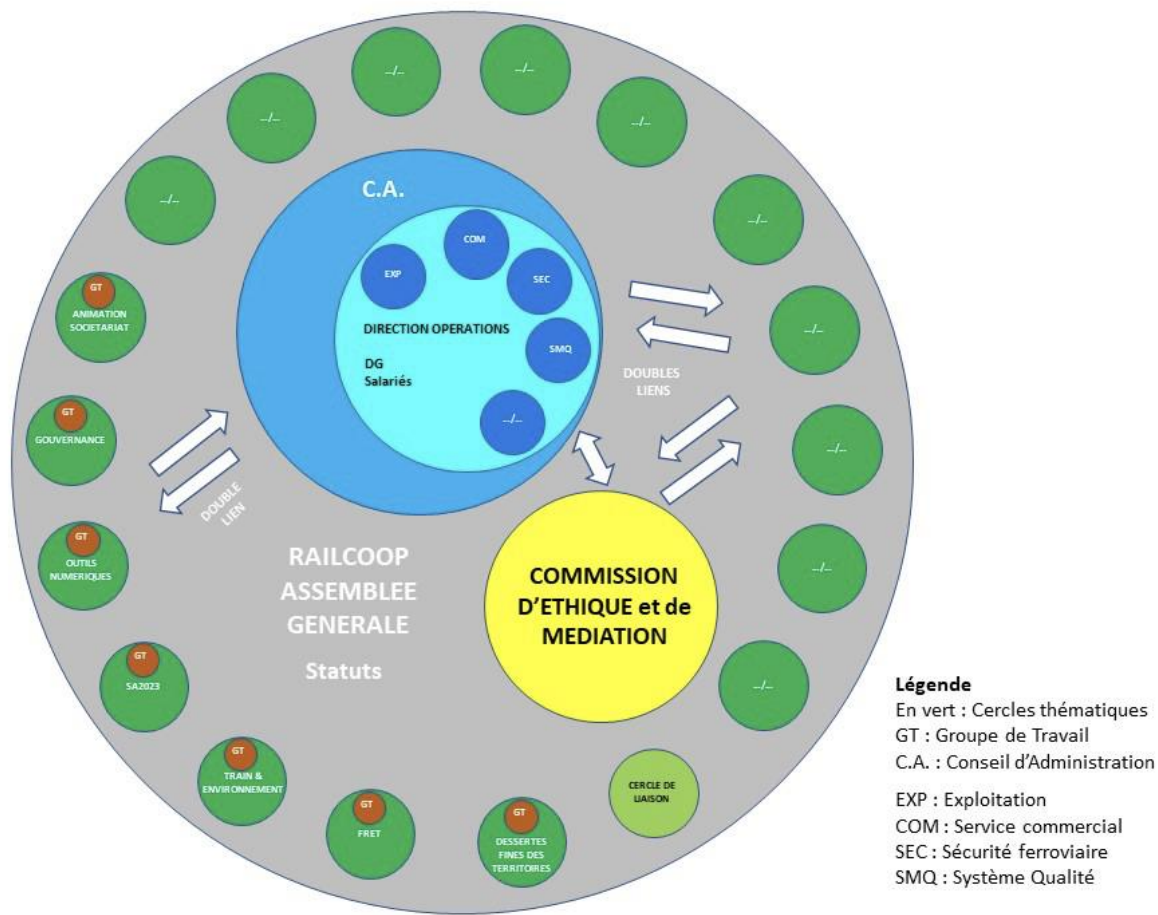 --/--
--/--
--/--
--/--
--/--
--/--
--/--
--/--
--/--
--/--
C.A.
COM
EXP
SEC
SMQ
--/--
DIRECTION OPERATIONS
DG
Salariés
GT
ANIMATION
SOCIETARIAT
GT
GOUVERNANCE
GT
OUTILS
NUMERIQUES
GT
SA2023
GT
TRAIN &
ENVIRONNEMENT
GT
FRET
GT
DESSERTES
FINES DES
TERRITOIRES
CERCLE DE
LIAISON
DOUBLE
LIEN
DOUBLES
LIENS
RAILCOOP
ASSEMBLEE
GENERALE
Statuts
COMMISSION
D'ETHIQUE et de
MEDIATION
Légende
En vert : Cercles thématiques
GT : Groupe de Travail
C.A. : Conseil d'Administration
EXP : Exploitation
COM : Service commercial
SEC : Sécurité ferroviaire
SMQ : Système Qualité